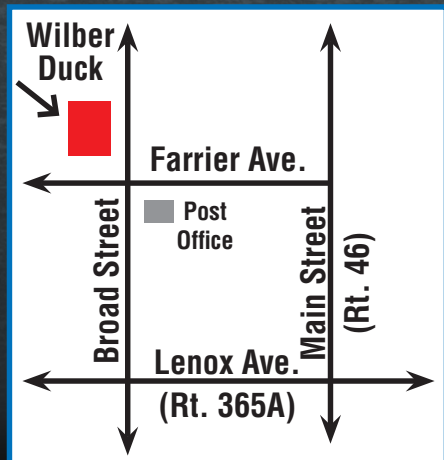 Wilber
Duck
Farrier Ave.
Post
Office
Broad Street
Main Street
(Rt. 46)
Lenox Ave.
(Rt. 365A)